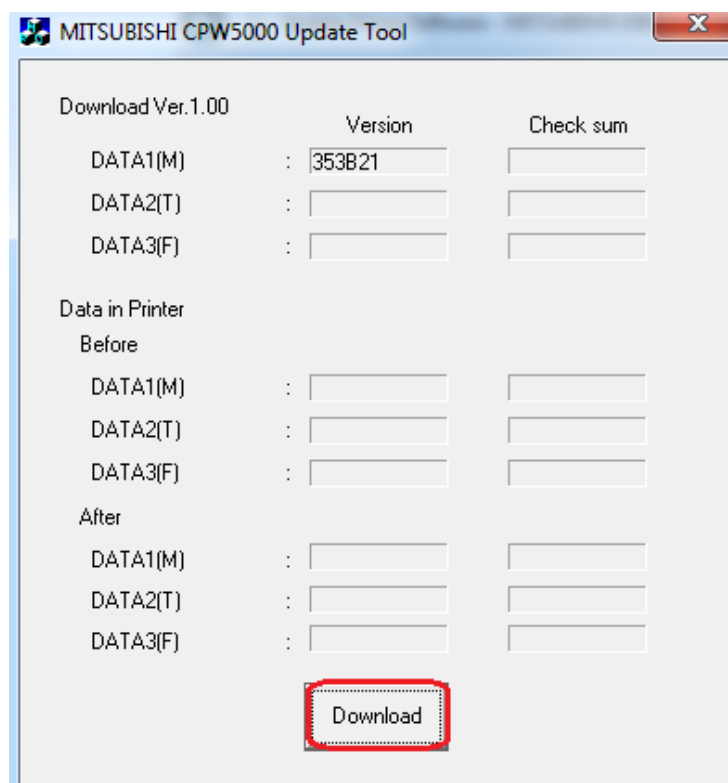 MITSUBISHI CPW5000 Update Tool
Download Ver.1.00
Version Check sum
DATA1(M) : 353B21
DATA2(T) :
DATA3(F) :
Data in Printer
Before
DATA1(M) :
DATA2(T) :
DATA3(F) :
After
DATA1(M) :
DATA2(T) :
DATA3(F) :
Download